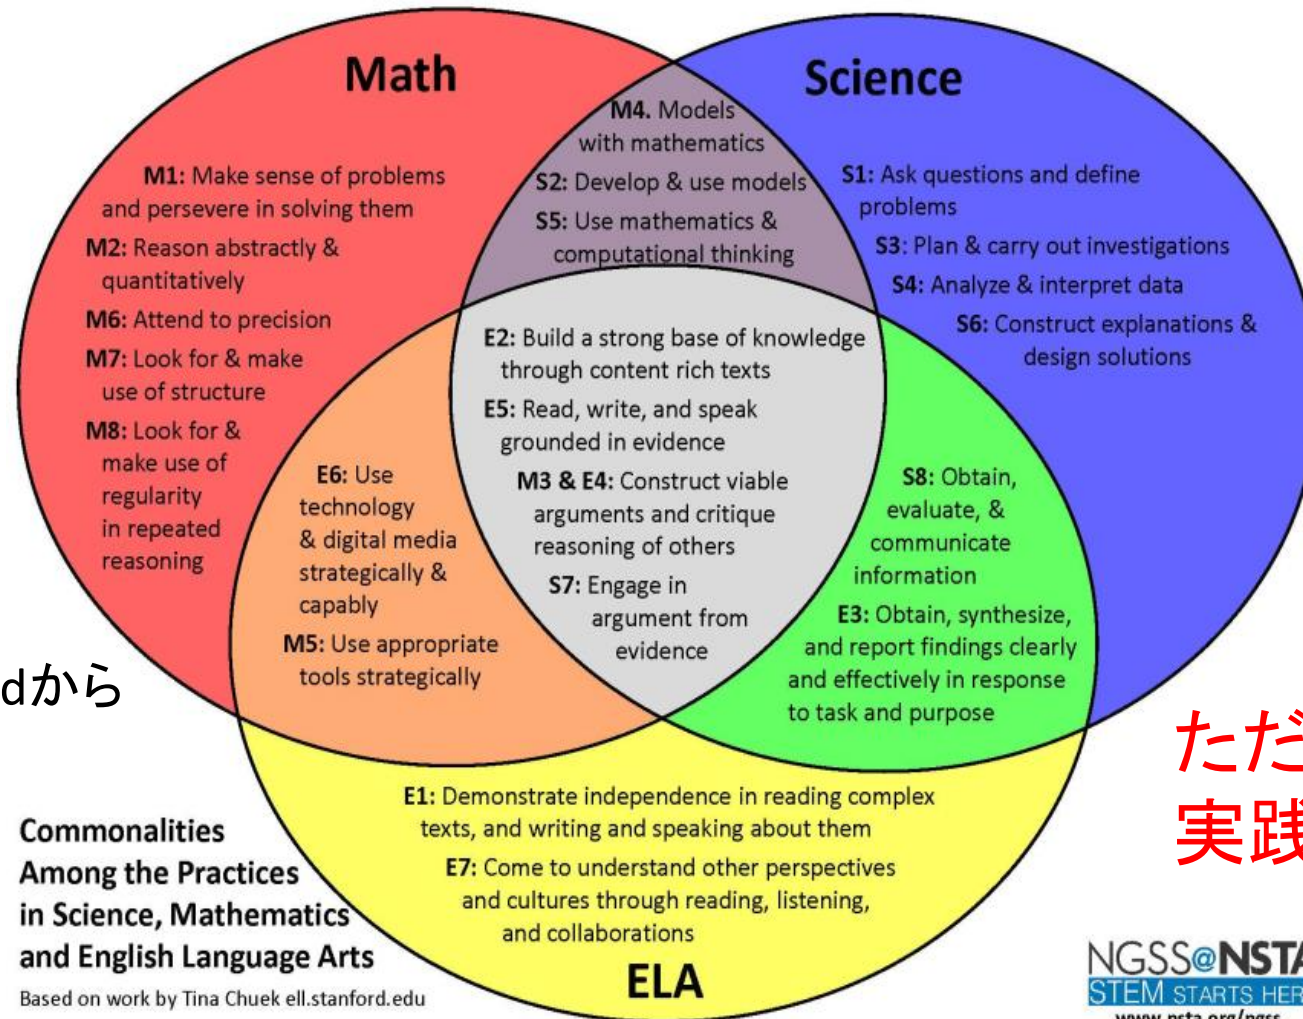 Math
Science
M4. Models
with mathematics
S2: Develop & use models
S5: Use mathematics &
computational thinking
M1: Make sense of problems
and persevere in solving them
M2: Reason abstractly &
quantitatively
M6: Attend to precision
M7: Look for & make
use of structure
M8: Look for &
make use of
regularity
in repeated
reasoning
S1: Ask questions and define
problems
S3: Plan & carry out investigations
S4: Analyze & interpret data
S6: Construct explanations &
design solutions
E2: Build a strong base of knowledge
through content rich texts
E5: Read, write, and speak
grounded in evidence
M3 & E4: Construct viable
arguments and critique
reasoning of others
S7: Engage in
argument from
evidence
E6: Use
technology
& digital media
strategically &
capably
M5: Use appropriate
tools strategically
S8: Obtain,
evaluate, &
communicate
information
E3: Obtain, synthesize,
and report findings clearly
and effectively in response
to task and purpose
dから
ただ
実践
E1: Demonstrate independence in reading complex
texts, and writing and speaking about them
E7: Come to understand other perspectives
and cultures through reading, listening,
and collaborations
ELA
Commonalities
Among the Practices
in Science, Mathematics
and English Language Arts
Based on work by Tina Chuek ell.stanford.edu
NGSS@NSTA
STEM STARTS HER
www.nsta.org/ngss